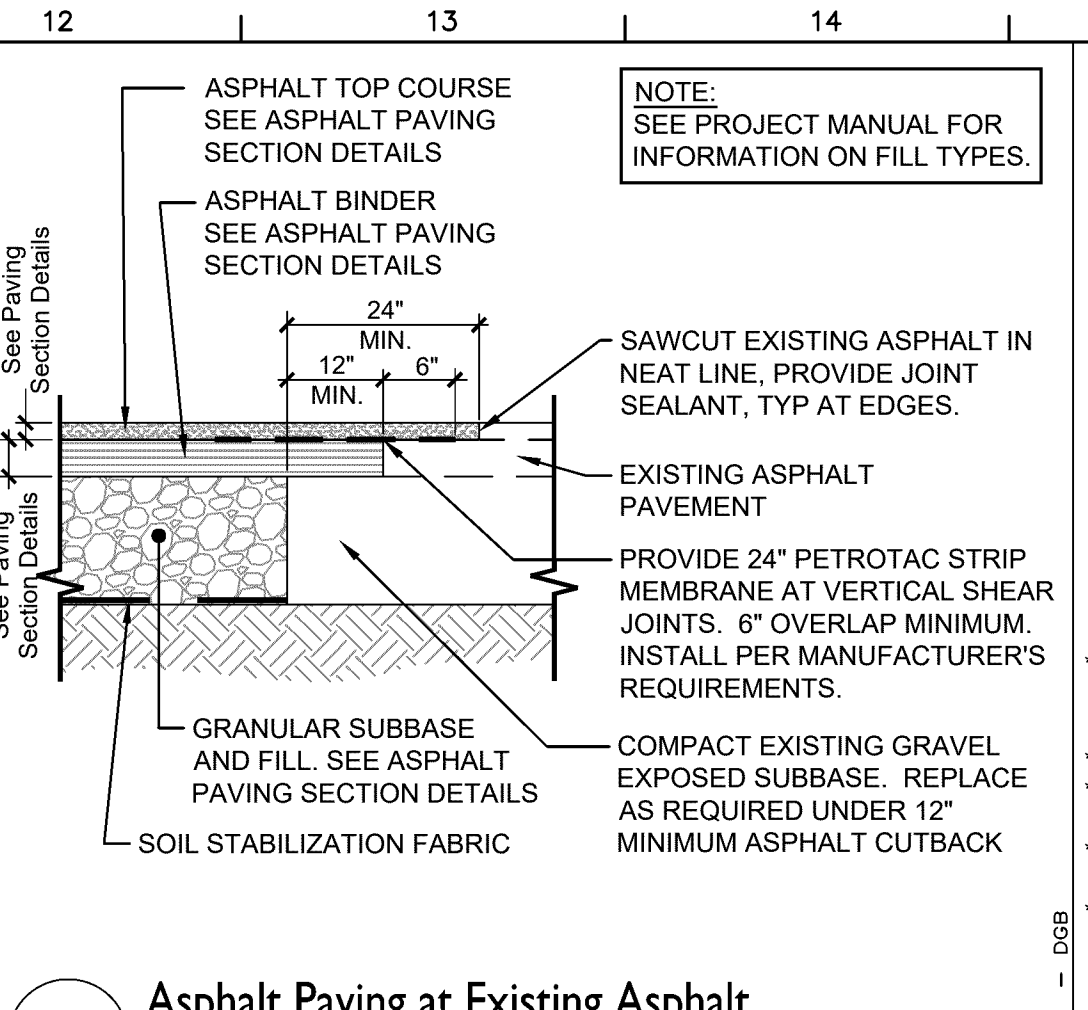 12
13
14
ASPHALT TOP COURSE
SEE ASPHALT PAVING
SECTION DETAILS
NOTE:
SEE PROJECT MANUAL FOR
INFORMATION ON FILL TYPES.
ASPHALT BINDER
SEE ASPHALT PAVING
SECTION DETAILS
See Paving
Section Details
24"
MIN.
12"
6"
MIN.
SAWCUT EXISTING ASPHALT IN
NEAT LINE, PROVIDE JOINT
SEALANT, TYP AT EDGES.
EXISTING ASPHALT
PAVEMENT
See Paving
Section Details
PROVIDE 24" PETROTAC STRIP
MEMBRANE AT VERTICAL SHEAR
JOINTS. 6" OVERLAP MINIMUM.
INSTALL PER MANUFACTURER'S
REQUIREMENTS.
GRANULAR SUBBASE
AND FILL. SEE ASPHALT
PAVING SECTION DETAILS
COMPACT EXISTING GRAVEL
EXPOSED SUBBASE. REPLACE
AS REQUIRED UNDER 12"
MINIMUM ASPHALT CUTBACK
SOIL STABILIZATION FABRIC
– DGB
Asphalt Paving at Existing Asphalt